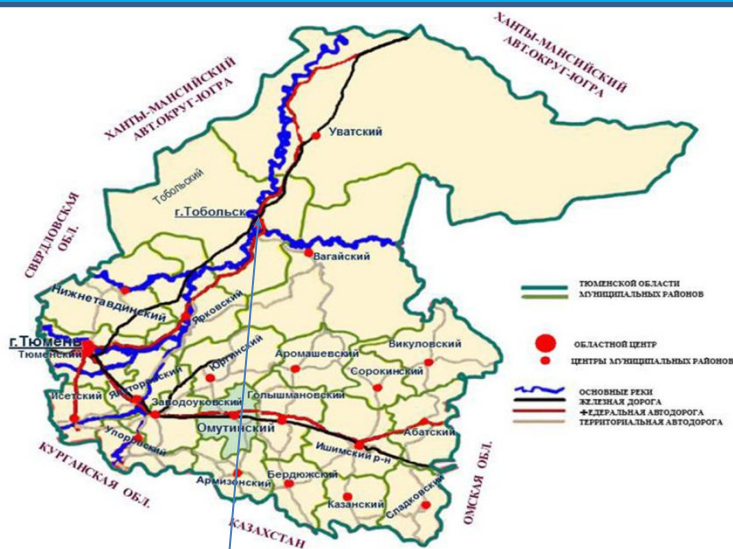 ХАНТЫ-МАНСИЙСКИЙ
АВТ.ОКРУГ-ЮГРА
ХАНТЫ-МАНСИЙСКИЙ
АВТ.ОКРУГ-ЮГРА
Уватский
Тобольский
г.Тобольск
СВЕРДЛОВСКАЯ
ОБЛ.
Вагайский
Нижнетавдинский
Ярковский
ТЮМЕНСКОЙ ОБЛАСТИ
МУНИЦИПАЛЬНЫХ РАЙОНОВ
г.Тюмень
Тюменский
Юргинский
Аромашевский
Викуловский
Сорокинский
ОБЛАСТНОЙ ЦЕНТР
ЦЕНТРЫ МУНИЦИПАЛЬНЫХ РАЙОНОВ
Исетский
Ялуторовский
Заводоуковский
Голышмановский
Омутинский
Абатский
ОСНОВНЫЕ РЕКИ
ЖЕЛЕЗНАЯ ДОРОГА
ФЕДЕРАЛЬНАЯ АВТОДОРОГА
ТЕРРИТОРИАЛЬНАЯ АВТОДОРОГА
Упоровский
Ишимский р-н
Армизонский
Бердюжский
Казанский
Сладковский
КУРГАНСКАЯ ОБЛ.
КАЗАХСТАН
ОМСКАЯ ОБЛ.